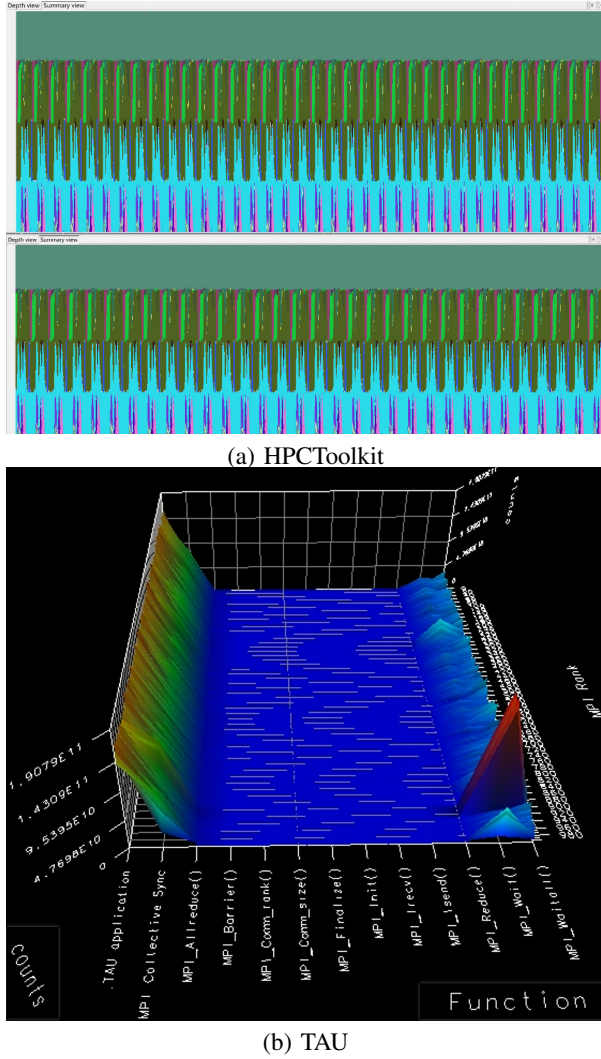 Depth view Summary view
Depth view Summary view
(a) HPCToolkit
MPI Rank
1.9079E11
1.4309E11
9.5395E10
4.7698E10
0
.TAU application
MPI Collective Sync
MPI_Allreduce()
MPI_Barrier()
MPI_Comm_rank()
MPI_Comm_size()
MPI_Finalize()
MPI_Init()
MPI_Irecv()
MPI_Isend()
MPI_Reduce()
MPI_Wait()
MPI_Waitall()
counts
Function
(b) TAU